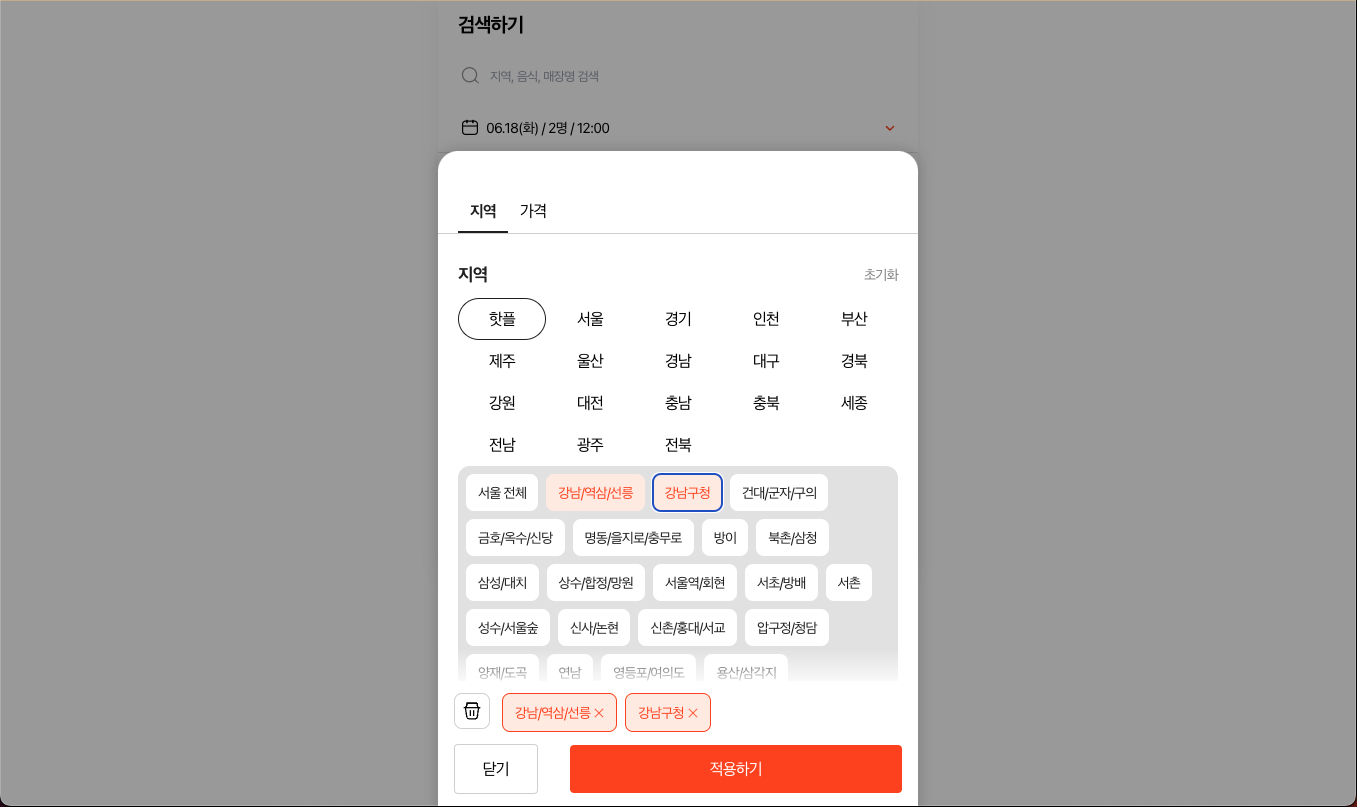 검색하기
지역, 음식, 매장명 검색
06.18(화) / 2명 / 12:00
지역 가격
지역 초기화
핫플 서울 경기 인천 부산
제주 울산 경남 대구 경북
강원 대전 충남 충북 세종
전남 광주 전북
서울 전체 강남/역삼/선릉 강남구청 건대/군자/구의
금호/옥수/신당 명동/을지로/충무로 방이 북촌/삼청
삼성/대치 상수/합정/망원 서울역/회현 서초/방배 서촌
성수/서울숲 신사/논현 신촌/홍대/서교 압구정/청담
양재/도곡 연남 영등포/여의도 용산/삼각지
강남/역삼/선릉 × 강남구청 ×
닫기 적용하기